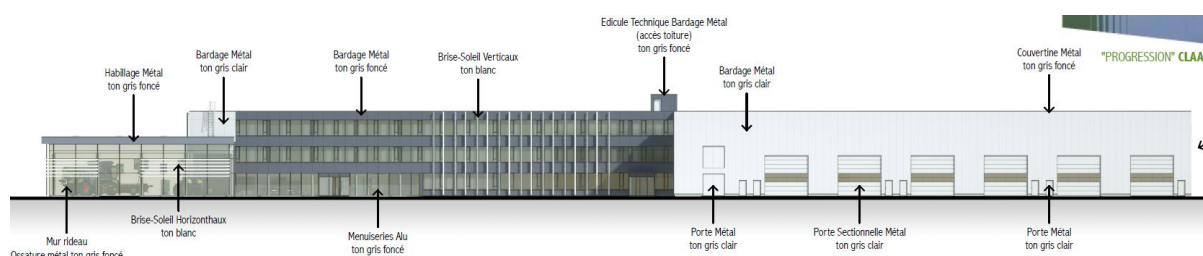 Edicule Technique Bardage Métal
(accès toiture)
ton gris foncé
Bardage Métal
ton gris clair
Bardage Métal
ton gris foncé
Brise-Soleil Verticaux
ton blanc
Couvertine Métal
ton gris foncé
"PROGRESSION" CLAA
Habillage Métal
ton gris foncé
Bardage Métal
ton gris clair
Brise-Soleil Horizonthaux
ton blanc
Mur rideau
Ossature métal ton gris foncé
Menuiseries Alu
ton gris foncé
Porte Métal
ton gris clair
Porte Sectionnelle Métal
ton gris clair
Porte Métal
ton gris clair